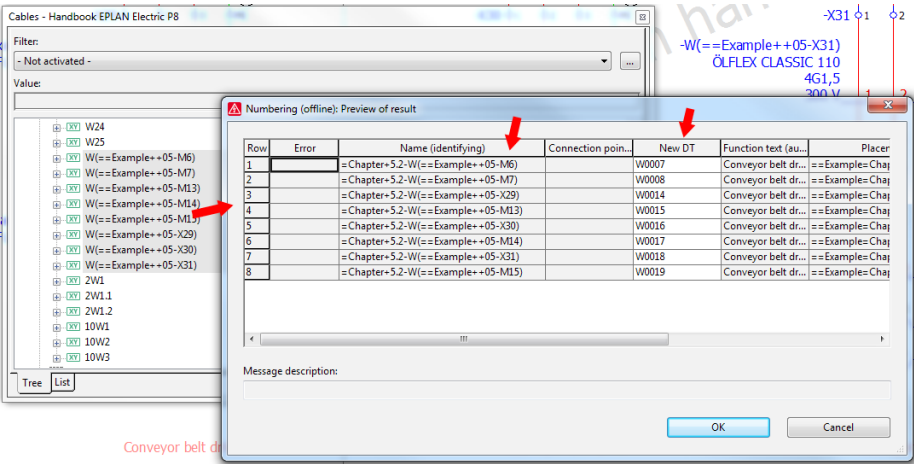 Cables - Handbook EPLAN Electric P8
Filter:
- Not activated -
...
Value:
W24
W25
W(==Example++05-M6)
W(==Example++05-M7)
W(==Example++05-M13)
W(==Example++05-M14)
W(==Example++05-M15)
W(==Example++05-X29)
W(==Example++05-X30)
W(==Example++05-X31)
2W1
2W1.1
2W1.2
10W1
10W2
10W3
Tree List
-X31 1 2
-W(==Example++05-X31)
ÖLFLEX CLASSIC 110
4G1,5
300 V 1 2
Numbering (offline): Preview of result
Row Error Name (identifying) Connection poin... New DT Function text (au... Placer
1 =Chapter+5.2-W(==Example++05-M6) W0007 Conveyor belt dr... ==Example=Chap
2 =Chapter+5.2-W(==Example++05-M7) W0008 Conveyor belt dr... ==Example=Chap
3 =Chapter+5.2-W(==Example++05-X29) W0014 Conveyor belt dr... ==Example=Chap
4 =Chapter+5.2-W(==Example++05-M13) W0015 Conveyor belt dr... ==Example=Chap
5 =Chapter+5.2-W(==Example++05-X30) W0016 Conveyor belt dr... ==Example=Chap
6 =Chapter+5.2-W(==Example++05-M14) W0017 Conveyor belt dr... ==Example=Chap
7 =Chapter+5.2-W(==Example++05-X31) W0018 Conveyor belt dr... ==Example=Chap
8 =Chapter+5.2-W(==Example++05-M15) W0019 Conveyor belt dr... ==Example=Chap
Message description:
OK Cancel
Conveyor belt dr